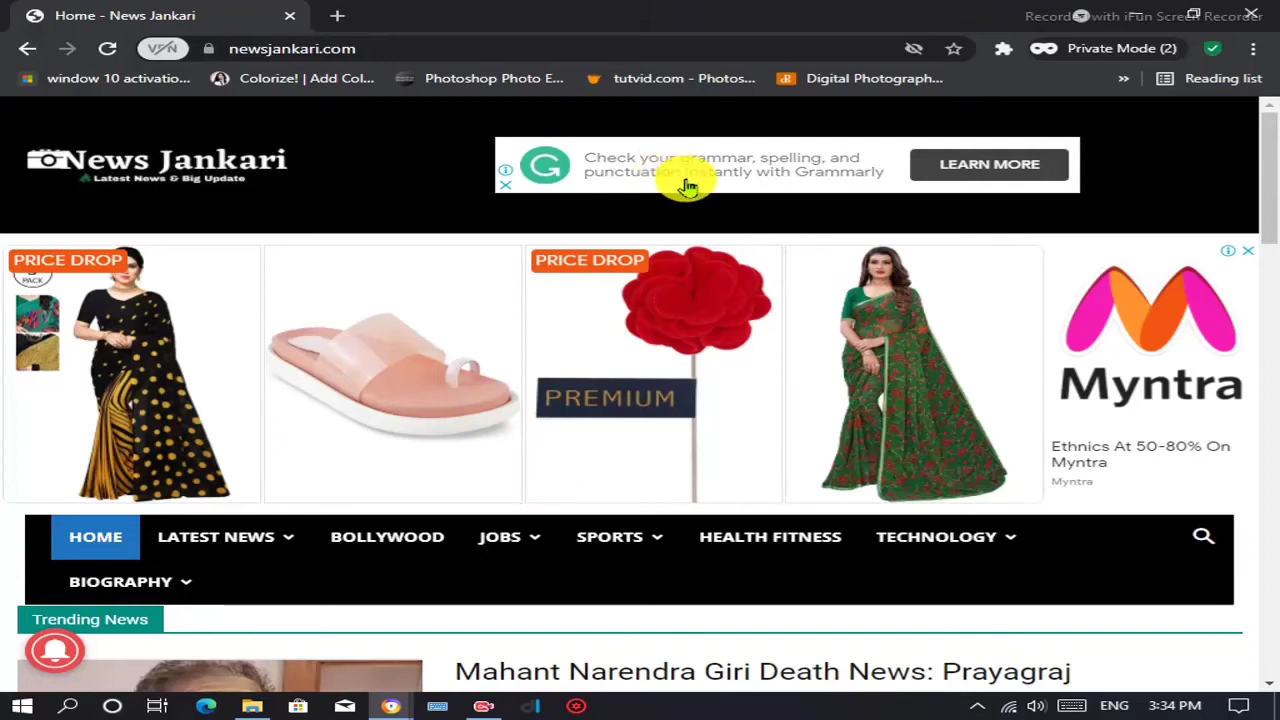 Home - News Jankari
Recorded with iFun Screen Recorder
VPN
newsjankari.com
Private Mode (2)
window 10 activatio...
Colorize! | Add Col...
Photoshop Photo E...
tutvid.com - Photos...
Digital Photograph...
»
Reading list
News Jankari
Latest News & Big Update
Check your grammar, spelling, and
punctuation instantly with Grammarly
LEARN MORE
PRICE DROP
PACK
PRICE DROP
PREMIUM
Myntra
Ethnics At 50-80% On
Myntra
Myntra
HOME
LATEST NEWS
BOLLYWOOD
JOBS
SPORTS
HEALTH FITNESS
TECHNOLOGY
BIOGRAPHY
Trending News
Mahant Narendra Giri Death News: Prayagraj
ENG
3:34 PM